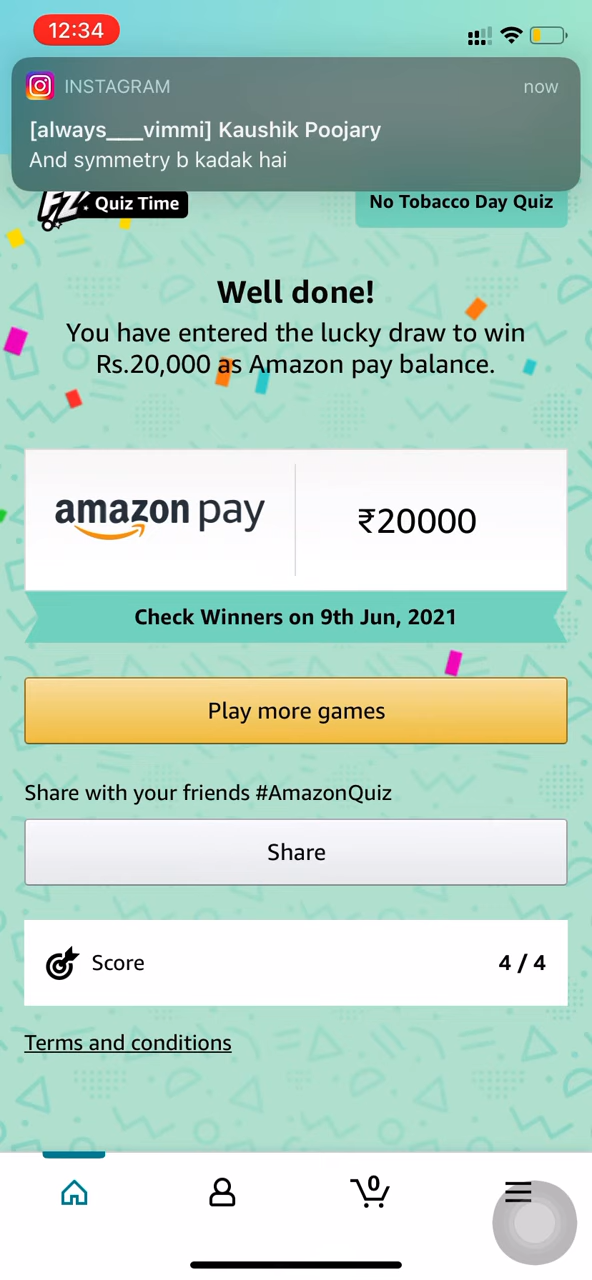 12:34
INSTAGRAM
now
[always___vimmi] Kaushik Poojary
And symmetry b kadak hai
FZ Quiz Time
No Tobacco Day Quiz
Well done!
You have entered the lucky draw to win
Rs.20,000 as Amazon pay balance.
amazon pay
₹20000
Check Winners on 9th Jun, 2021
Play more games
Share with your friends #AmazonQuiz
Share
Score
4 / 4
Terms and conditions
0